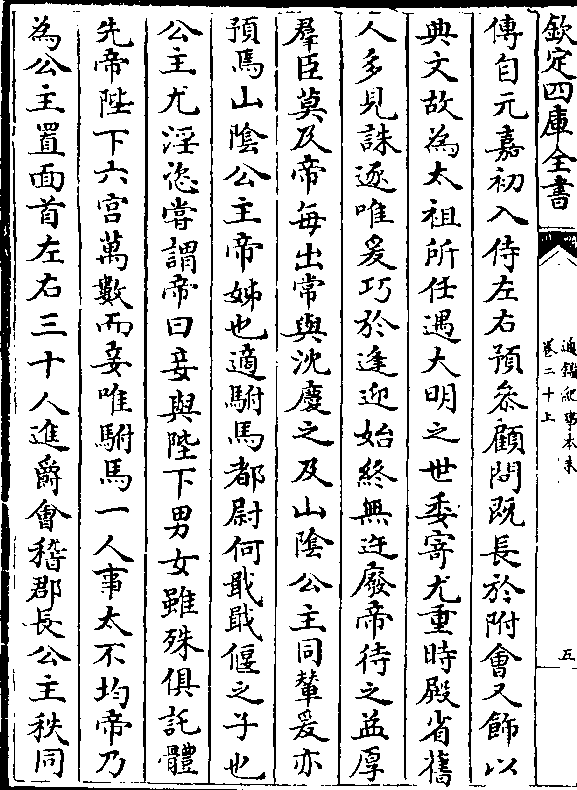 欽定四庫全書
通鑑紀事本末
卷二十上
五
傳自元嘉初入侍左右預叅顧問既長於附會又飾以
典文故為太祖所任遇大明之世委寄尤重時殿省舊
人多見誅逐唯爰巧於逢迎始終無迕廢帝待之益厚
羣臣莫及帝每出常與沈慶之及山隂公主同輦爰亦
預焉山隂公主帝姊也適駙馬都尉何戢戢偃之子也
公主尤淫恣嘗謂帝曰妾與陛下男女雖殊俱託體
先帝陛下六宮萬數而妾唯駙馬一人事太不均帝乃
為公主置面首左右三十人進爵會稽郡長公主秩同